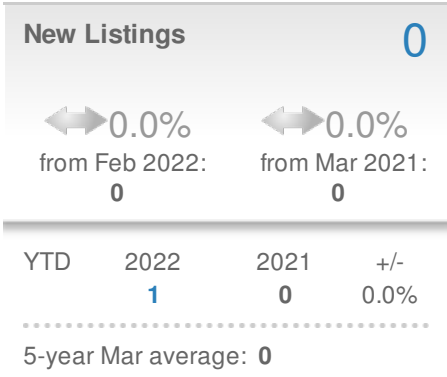 New Listings 0
0.0% 0.0%
from Feb 2022: from Mar 2021:
0 0
YTD 2022 2021 +/-
1 0 0.0%
5-year Mar average: 0